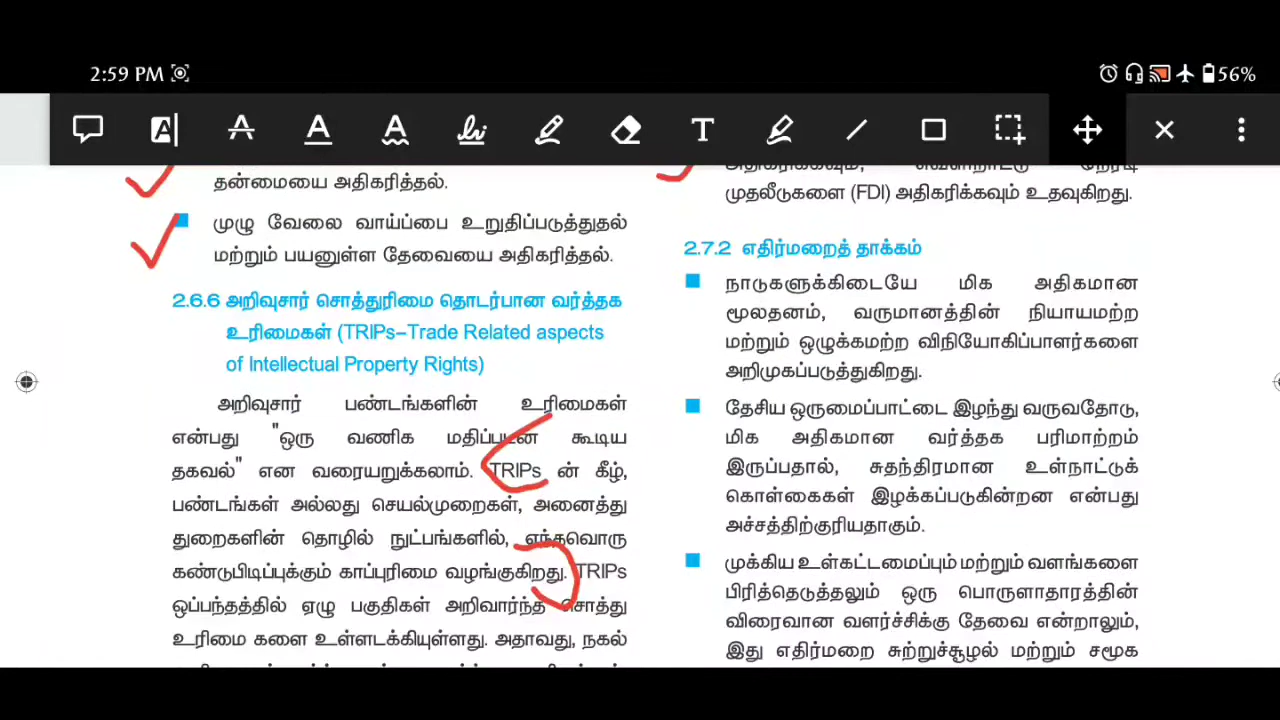 2:59 PM
56%
தன்மையை அதிகரித்தல்.
முழு வேலை வாய்ப்பை உறுதிப்படுத்துதல்
மற்றும் பயனுள்ள தேவையை அதிகரித்தல்.
2.6.6 அறிவுசார் சொத்துரிமை தொடர்பான வர்த்தக
உரிமைகள் (TRIPs–Trade Related aspects
of Intellectual Property Rights)
அறிவுசார் பண்டங்களின் உரிமைகள்
என்பது "ஒரு வணிக மதிப்புடன் கூடிய
தகவல்" என வரையறுக்கலாம். TRIPs ன் கீழ்,
பண்டங்கள் அல்லது செயல்முறைகள், அனைத்து
துறைகளின் தொழில் நுட்பங்களில், எந்தவொரு
கண்டுபிடிப்புக்கும் காப்புரிமை வழங்குகிறது. TRIPs
ஒப்பந்தத்தில் ஏழு பகுதிகள் அறிவார்ந்த சொத்து
உரிமை களை உள்ளடக்கியுள்ளது. அதாவது, நகல்
முதலீடுகளை (FDI) அதிகரிக்கவும் உதவுகிறது.
2.7.2 எதிர்மறைத் தாக்கம்
நாடுகளுக்கிடையே மிக அதிகமான
மூலதனம், வருமானத்தின் நியாயமற்ற
மற்றும் ஒழுக்கமற்ற விநியோகிப்பாளர்களை
அறிமுகப்படுத்துகிறது.
தேசிய ஒருமைப்பாட்டை இழந்து வருவதோடு,
மிக அதிகமான வர்த்தக பரிமாற்றம்
இருப்பதால், சுதந்திரமான உள்நாட்டுக்
கொள்கைகள் இழக்கப்படுகின்றன என்பது
அச்சத்திற்குரியதாகும்.
முக்கிய உள்கட்டமைப்பும் மற்றும் வளங்களை
பிரித்தெடுத்தலும் ஒரு பொருளாதாரத்தின்
விரைவான வளர்ச்சிக்கு தேவை என்றாலும்,
இது எதிர்மறை சுற்றுச்சூழல் மற்றும் சமூக